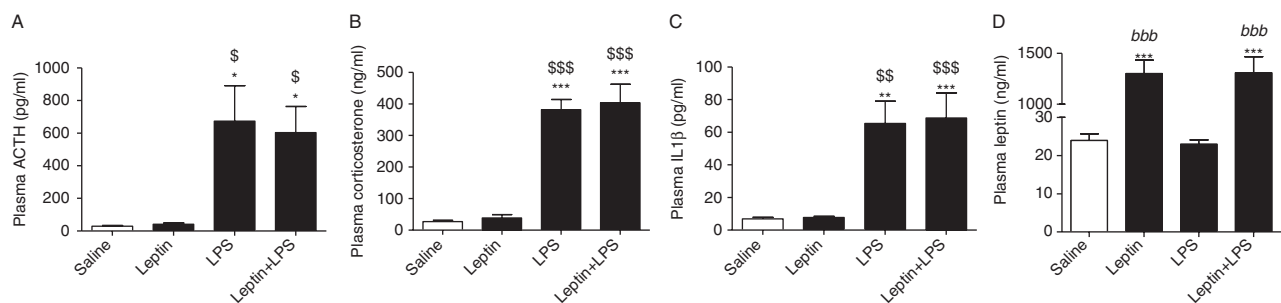 A
Plasma ACTH (pg/ml)
1000
800
600
400
200
0
$
*
$
*
Saline
Leptin
LPS
Leptin+LPS
B
Plasma corticosterone (ng/ml)
500
400
300
200
100
0
$$$
***
$$$
***
Saline
Leptin
LPS
Leptin+LPS
C
Plasma IL1β (pg/ml)
100
80
60
40
20
0
$$
**
$$$
***
Saline
Leptin
LPS
Leptin+LPS
D
Plasma leptin (ng/ml)
1500
1000
30
20
10
0
bbb
***
bbb
***
Saline
Leptin
LPS
Leptin+LPS